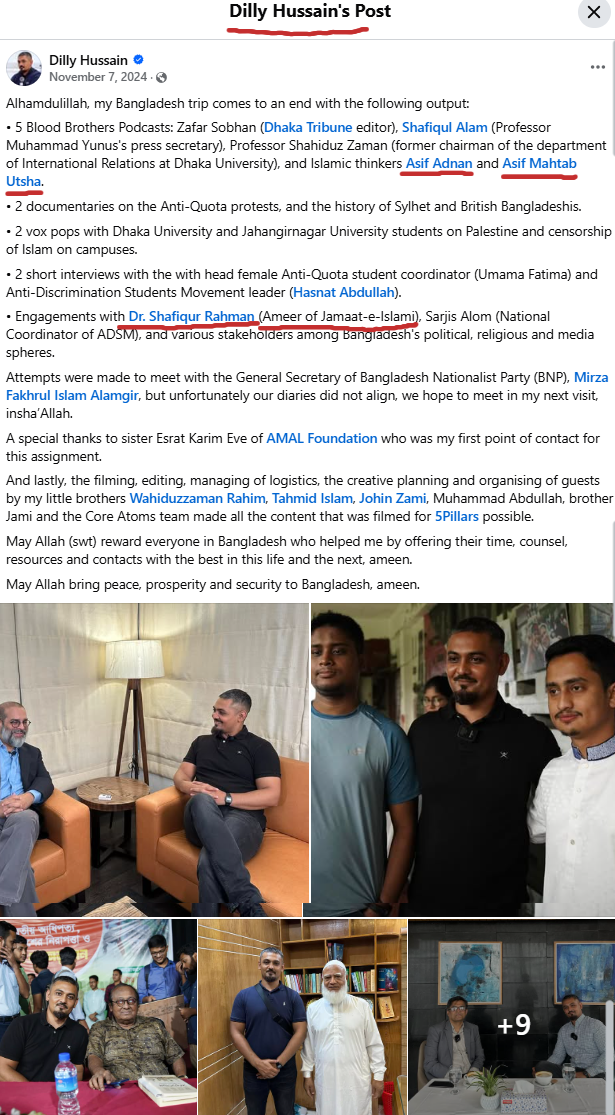 Dilly Hussain's Post
Dilly Hussain
November 7, 2024 ·
Alhamdulillah, my Bangladesh trip comes to an end with the following output:
• 5 Blood Brothers Podcasts: Zafar Sobhan (Dhaka Tribune editor), Shafiqul Alam (Professor
Muhammad Yunus's press secretary), Professor Shahiduz Zaman (former chairman of the department
of International Relations at Dhaka University), and Islamic thinkers Asif Adnan and Asif Mahtab
Utsha.
• 2 documentaries on the Anti-Quota protests, and the history of Sylhet and British Bangladeshis.
• 2 vox pops with Dhaka University and Jahangirnagar University students on Palestine and censorship
of Islam on campuses.
• 2 short interviews with the with head female Anti-Quota student coordinator (Umama Fatima) and
Anti-Discrimination Students Movement leader (Hasnat Abdullah).
• Engagements with Dr. Shafiqur Rahman (Ameer of Jamaat-e-Islami), Sarjis Alom (National
Coordinator of ADSM), and various stakeholders among Bangladesh's political, religious and media
spheres.
Attempts were made to meet with the General Secretary of Bangladesh Nationalist Party (BNP), Mirza
Fakhrul Islam Alamgir, but unfortunately our diaries did not align, we hope to meet in my next visit,
insha'Allah.
A special thanks to sister Esrat Karim Eve of AMAL Foundation who was my first point of contact for
this assignment.
And lastly, the filming, editing, managing of logistics, the creative planning and organising of guests
by my little brothers Wahiduzzaman Rahim, Tahmid Islam, Johin Zami, Muhammad Abdullah, brother
Jami and the Core Atoms team made all the content that was filmed for 5Pillars possible.
May Allah (swt) reward everyone in Bangladesh who helped me by offering their time, counsel,
resources and contacts with the best in this life and the next, ameen.
May Allah bring peace, prosperity and security to Bangladesh, ameen.
+9